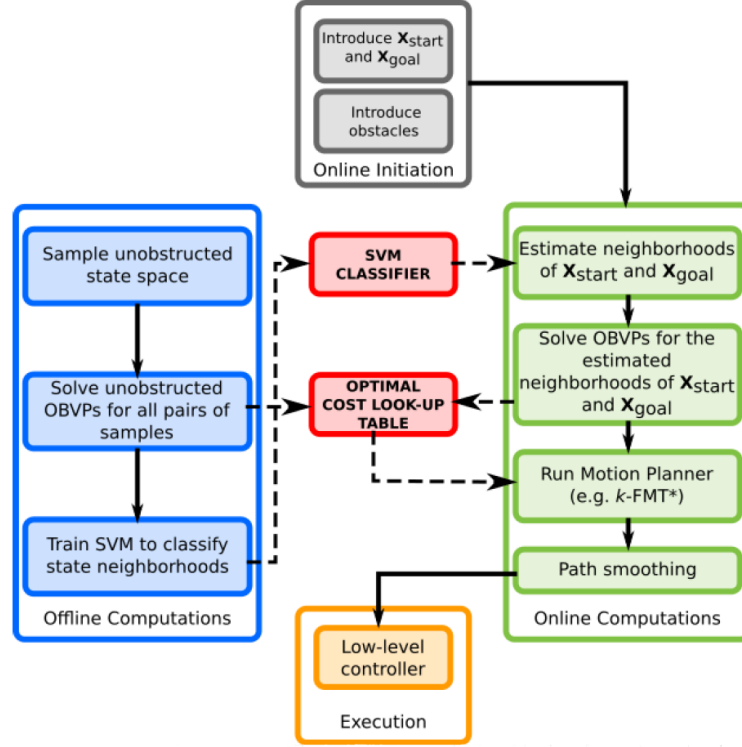 Introduce Xstart
and Xgoal
Introduce
obstacles
Online Initiation
Sample unobstructed
state space
Solve unobstructed
OBVPs for all pairs of
samples
Train SVM to classify
state neighborhoods
Offline Computations
SVM
CLASSIFIER
OPTIMAL
COST LOOK-UP
TABLE
Estimate neighborhoods
of Xstart and Xgoal
Solve OBVPs for the
estimated
neighborhoods of Xstart
and Xgoal
Run Motion Planner
(e.g. k-FMT*)
Path smoothing
Online Computations
Low-level
controller
Execution